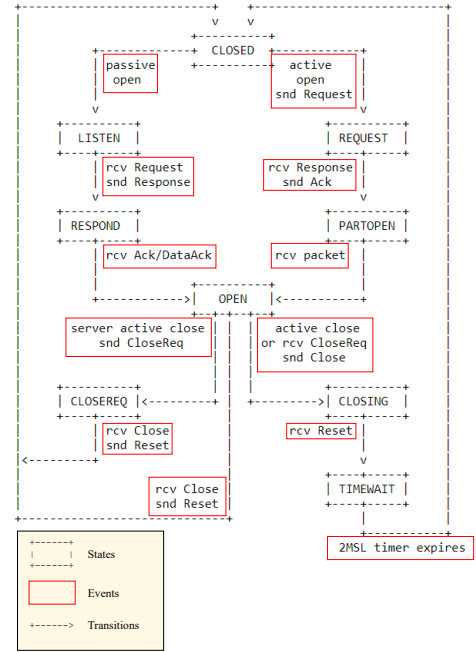 CLOSED
passive
open
active
open
snd Request
LISTEN
REQUEST
rcv Request
snd Response
rcv Response
snd Ack
RESPOND
PARTOPEN
rcv Ack/DataAck
rcv packet
OPEN
server active close
snd CloseReq
active close
or rcv CloseReq
snd Close
CLOSEREQ
CLOSING
rcv Close
snd Reset
rcv Reset
rcv Close
snd Reset
TIMEWAIT
2MSL timer expires
States
Events
Transitions